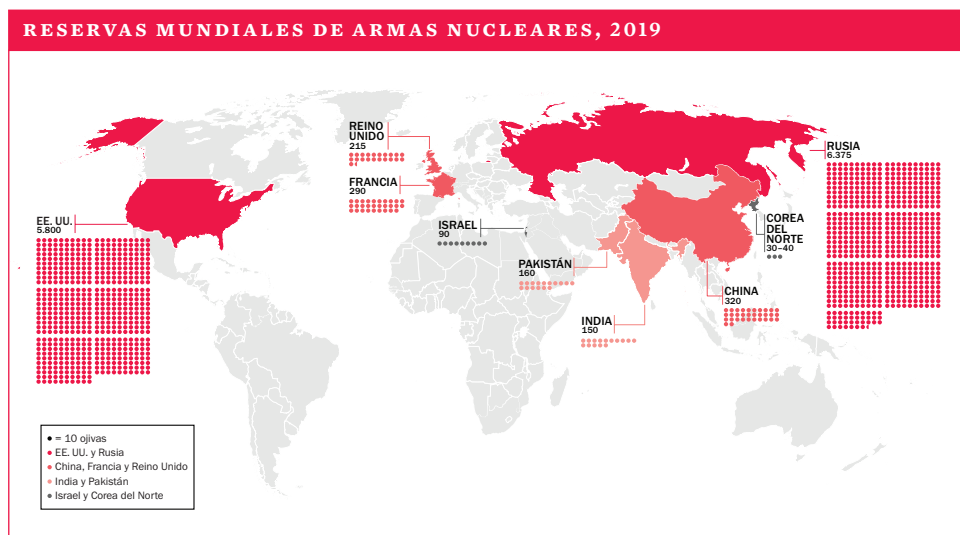 RESERVAS MUNDIALES DE ARMAS NUCLEARES, 2019
REINO
UNIDO
215
FRANCIA
290
RUSIA
6.375
EE. UU.
5.800
ISRAEL
90
COREA
DEL
NORTE
30–40
PAKISTÁN
160
CHINA
320
INDIA
150
• = 10 ojivas
• EE. UU. y Rusia
• China, Francia y Reino Unido
• India y Pakistán
• Israel y Corea del Norte